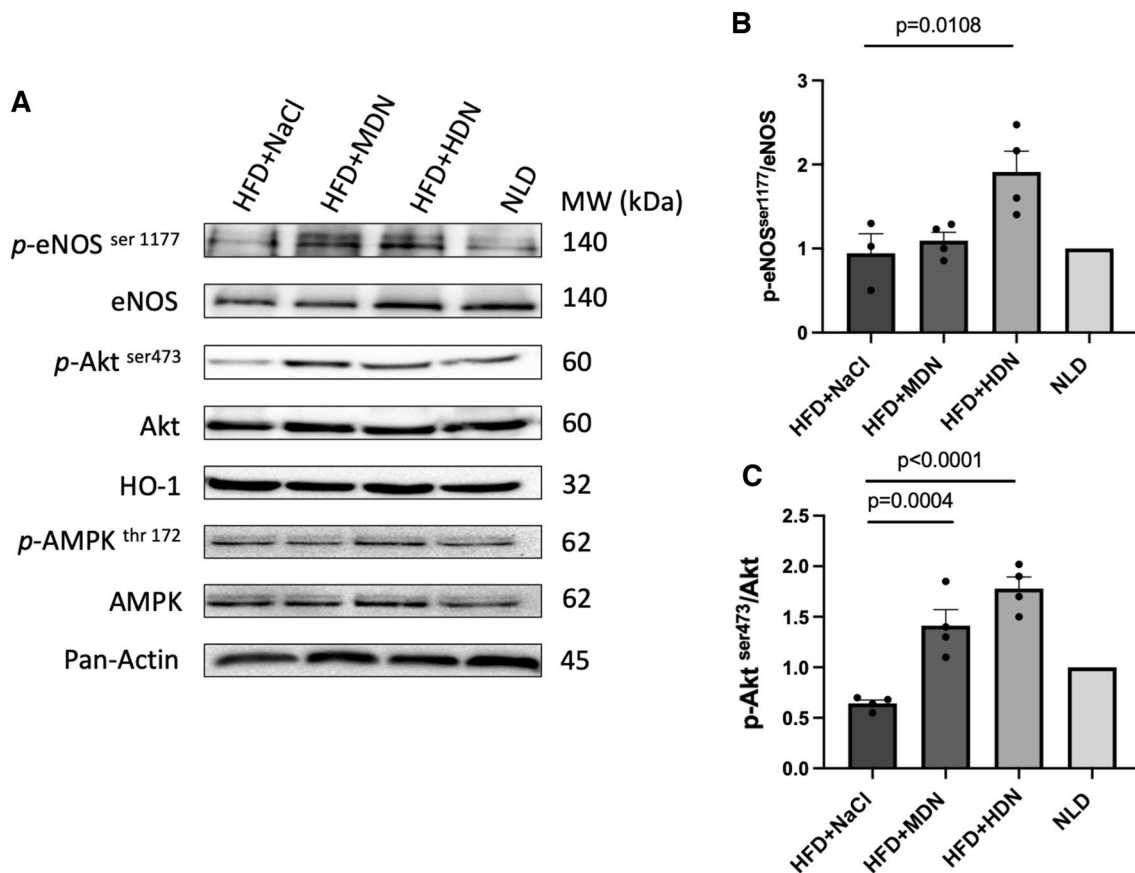 A
HFD+NaCl
HFD+MDN
HFD+HDN
NLD
MW (kDa)
p-eNOS ser 1177
140
eNOS
140
p-Akt ser473
60
Akt
60
HO-1
32
p-AMPK thr 172
62
AMPK
62
Pan-Actin
45
B
p=0.0108
p-eNOSser1177/eNOS
3
2
1
0
HFD+NaCl
HFD+MDN
HFD+HDN
NLD
C
p<0.0001
p=0.0004
p-Akt ser473/Akt
2.5
2.0
1.5
1.0
0.5
0.0
HFD+NaCl
HFD+MDN
HFD+HDN
NLD